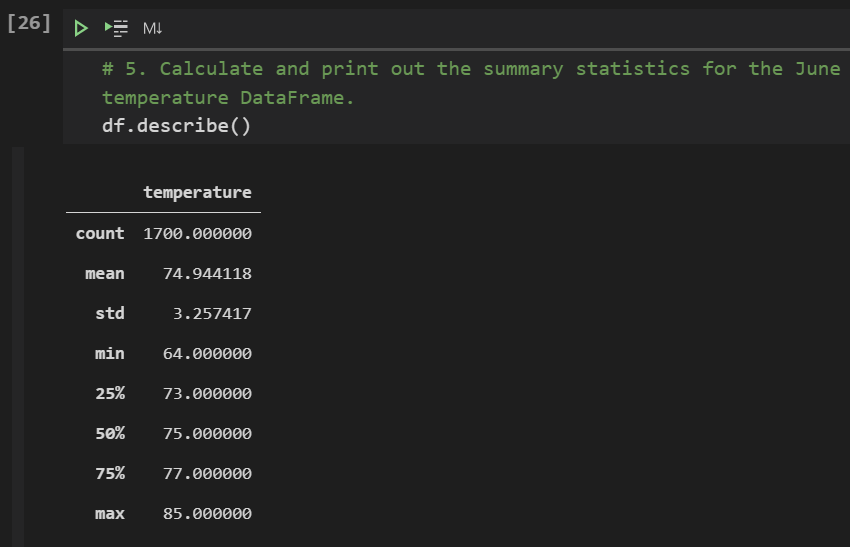 [26]
M↓
# 5. Calculate and print out the summary statistics for the June
temperature DataFrame.
df.describe()
temperature
count 1700.000000
mean 74.944118
std 3.257417
min 64.000000
25% 73.000000
50% 75.000000
75% 77.000000
max 85.000000